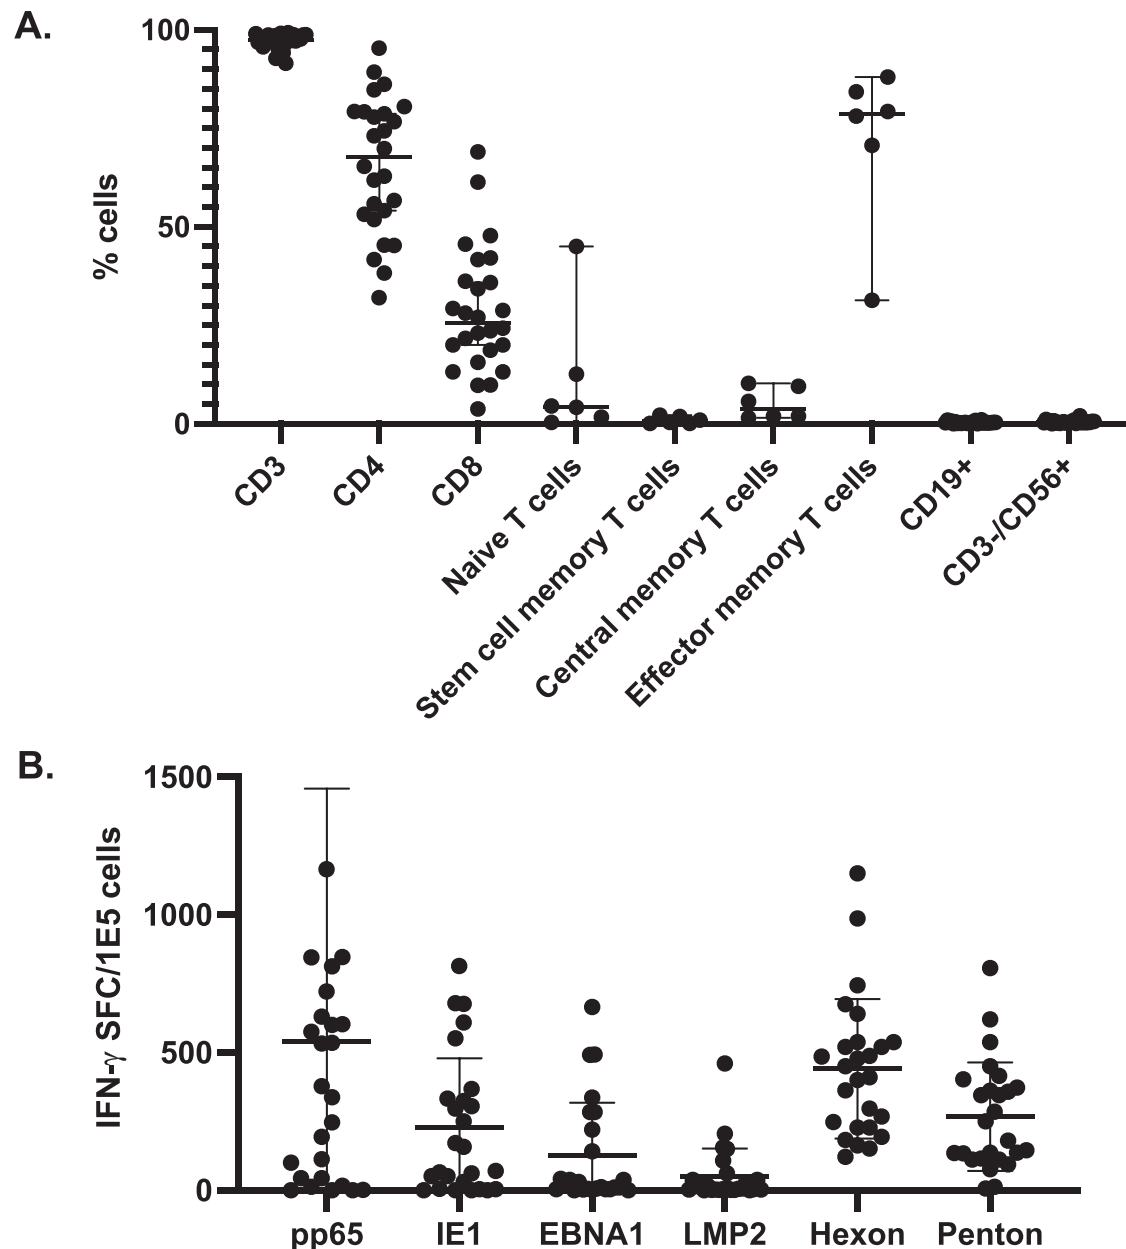 A.
% cells
100
50
0
CD3
CD4
CD8
Naive T cells
Stem cell memory T cells
Central memory T cells
Effector memory T cells
CD19+
CD3-/CD56+
B.
IFN-γ SFC/1E5 cells
1500
1000
500
0
pp65
IE1
EBNA1
LMP2
Hexon
Penton